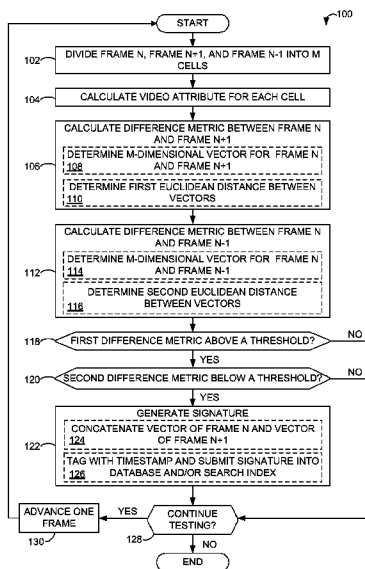 START
100
102
DIVIDE FRAME N, FRAME N+1, AND FRAME N-1 INTO M
CELLS
104
CALCULATE VIDEO ATTRIBUTE FOR EACH CELL
CALCULATE DIFFERENCE METRIC BETWEEN FRAME N
AND FRAME N+1
106
DETERMINE M-DIMENSIONAL VECTOR FOR FRAME N
108 AND FRAME N+1
DETERMINE FIRST EUCLIDEAN DISTANCE BETWEEN
110 VECTORS
CALCULATE DIFFERENCE METRIC BETWEEN FRAME N
AND FRAME N-1
112
DETERMINE M-DIMENSIONAL VECTOR FOR FRAME N
114 AND FRAME N-1
DETERMINE SECOND EUCLIDEAN DISTANCE
116 BETWEEN VECTORS
118
FIRST DIFFERENCE METRIC ABOVE A THRESHOLD?
NO
YES
120
SECOND DIFFERENCE METRIC BELOW A THRESHOLD?
NO
YES
GENERATE SIGNATURE
122
CONCATENATE VECTOR OF FRAME N AND VECTOR
124 OF FRAME N+1
TAG WITH TIMESTAMP AND SUBMIT SIGNATURE INTO
126 DATABASE AND/OR SEARCH INDEX
ADVANCE ONE
FRAME
130
YES
CONTINUE
TESTING?
128
NO
END